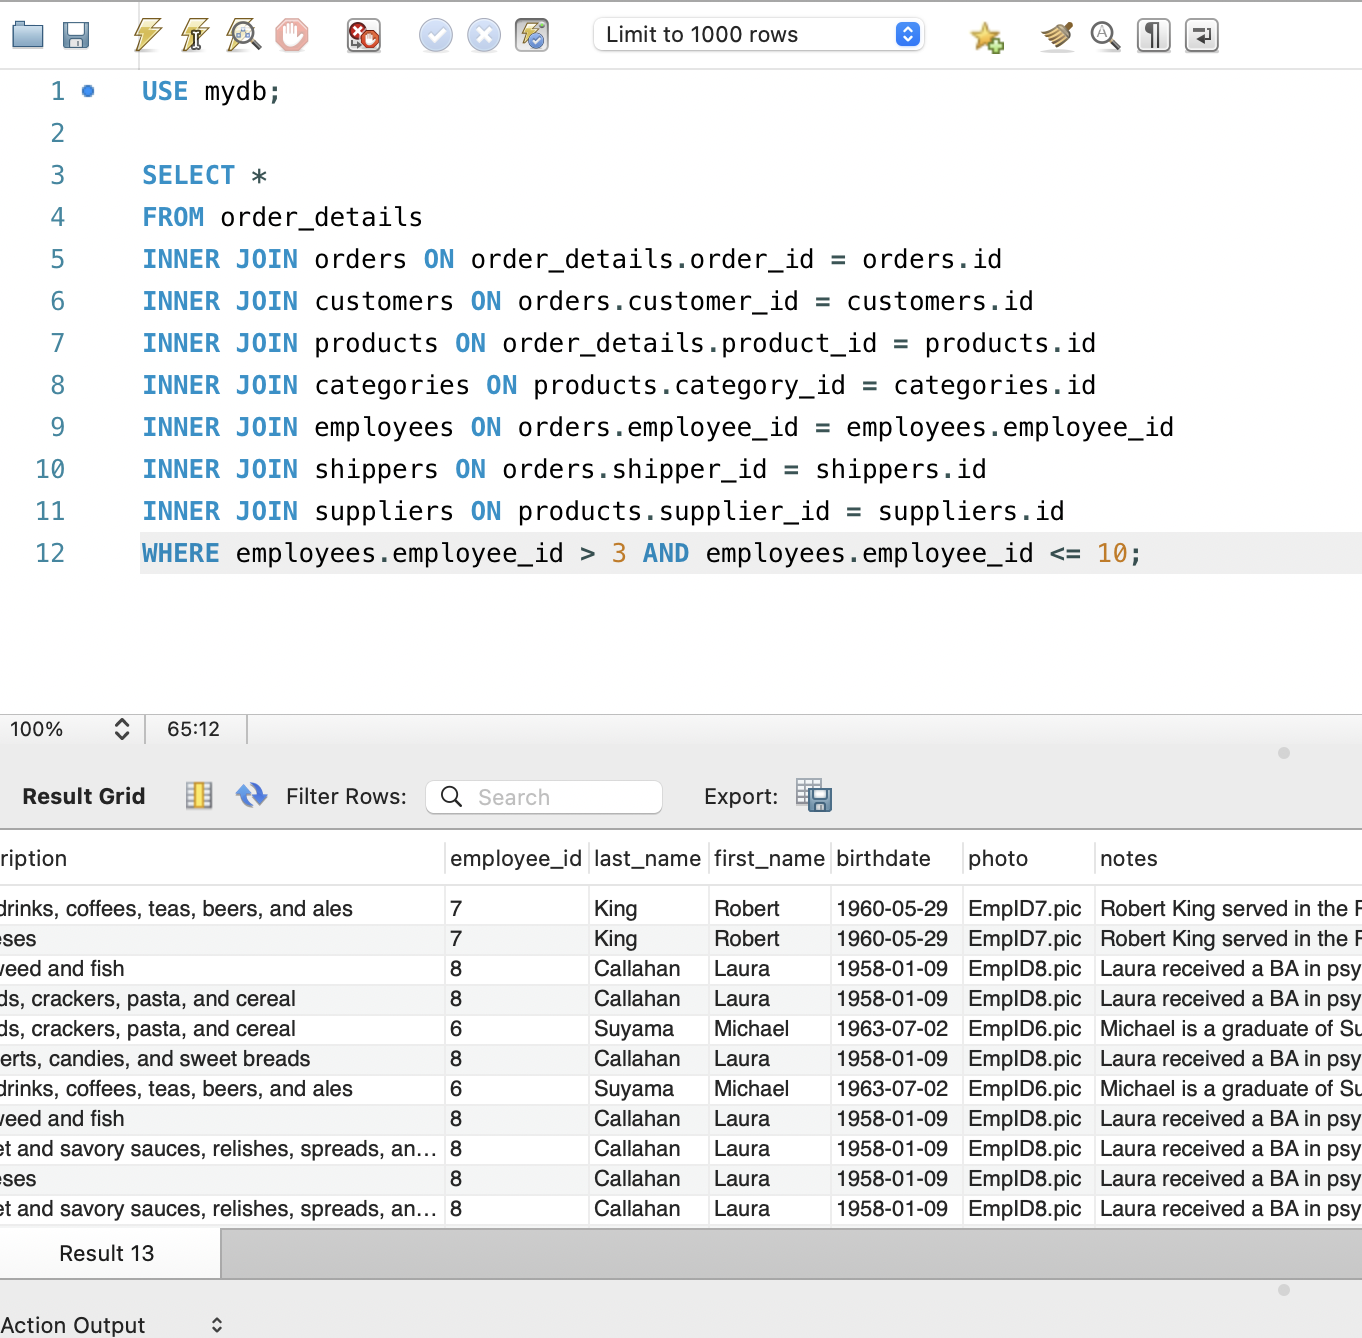 Limit to 1000 rows
1 USE mydb;
2
3 SELECT *
4 FROM order_details
5 INNER JOIN orders ON order_details.order_id = orders.id
6 INNER JOIN customers ON orders.customer_id = customers.id
7 INNER JOIN products ON order_details.product_id = products.id
8 INNER JOIN categories ON products.category_id = categories.id
9 INNER JOIN employees ON orders.employee_id = employees.employee_id
10 INNER JOIN shippers ON orders.shipper_id = shippers.id
11 INNER JOIN suppliers ON products.supplier_id = suppliers.id
12 WHERE employees.employee_id > 3 AND employees.employee_id <= 10;
100% 65:12
Result Grid Filter Rows: Search Export:
ription employee_id last_name first_name birthdate photo notes
drinks, coffees, teas, beers, and ales 7 King Robert 1960-05-29 EmpID7.pic Robert King served in the
eses 7 King Robert 1960-05-29 EmpID7.pic Robert King served in the
weed and fish 8 Callahan Laura 1958-01-09 EmpID8.pic Laura received a BA in psy
ds, crackers, pasta, and cereal 8 Callahan Laura 1958-01-09 EmpID8.pic Laura received a BA in psy
ds, crackers, pasta, and cereal 6 Suyama Michael 1963-07-02 EmpID6.pic Michael is a graduate of Su
erts, candies, and sweet breads 8 Callahan Laura 1958-01-09 EmpID8.pic Laura received a BA in psy
drinks, coffees, teas, beers, and ales 6 Suyama Michael 1963-07-02 EmpID6.pic Michael is a graduate of Su
weed and fish 8 Callahan Laura 1958-01-09 EmpID8.pic Laura received a BA in psy
et and savory sauces, relishes, spreads, an... 8 Callahan Laura 1958-01-09 EmpID8.pic Laura received a BA in psy
eses 8 Callahan Laura 1958-01-09 EmpID8.pic Laura received a BA in psy
et and savory sauces, relishes, spreads, an... 8 Callahan Laura 1958-01-09 EmpID8.pic Laura received a BA in psy
Result 13
Action Output